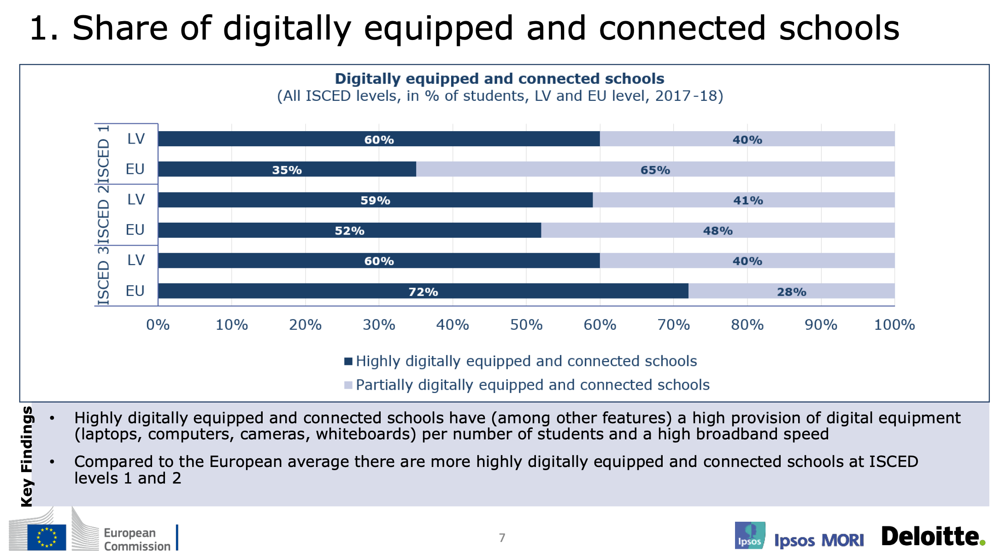 1. Share of digitally equipped and connected schools
Digitally equipped and connected schools
(All ISCED levels, in % of students, LV and EU level, 2017-18)
ISCED 1
LV
60%
40%
EU
35%
65%
ISCED 2
LV
59%
41%
EU
52%
48%
ISCED 3
LV
60%
40%
EU
72%
28%
0% 10% 20% 30% 40% 50% 60% 70% 80% 90% 100%
Highly digitally equipped and connected schools
Partially digitally equipped and connected schools
Key Findings
• Highly digitally equipped and connected schools have (among other features) a high provision of digital equipment
(laptops, computers, cameras, whiteboards) per number of students and a high broadband speed
• Compared to the European average there are more highly digitally equipped and connected schools at ISCED
levels 1 and 2
European
Commission
7
Ipsos
Ipsos MORI
Deloitte.